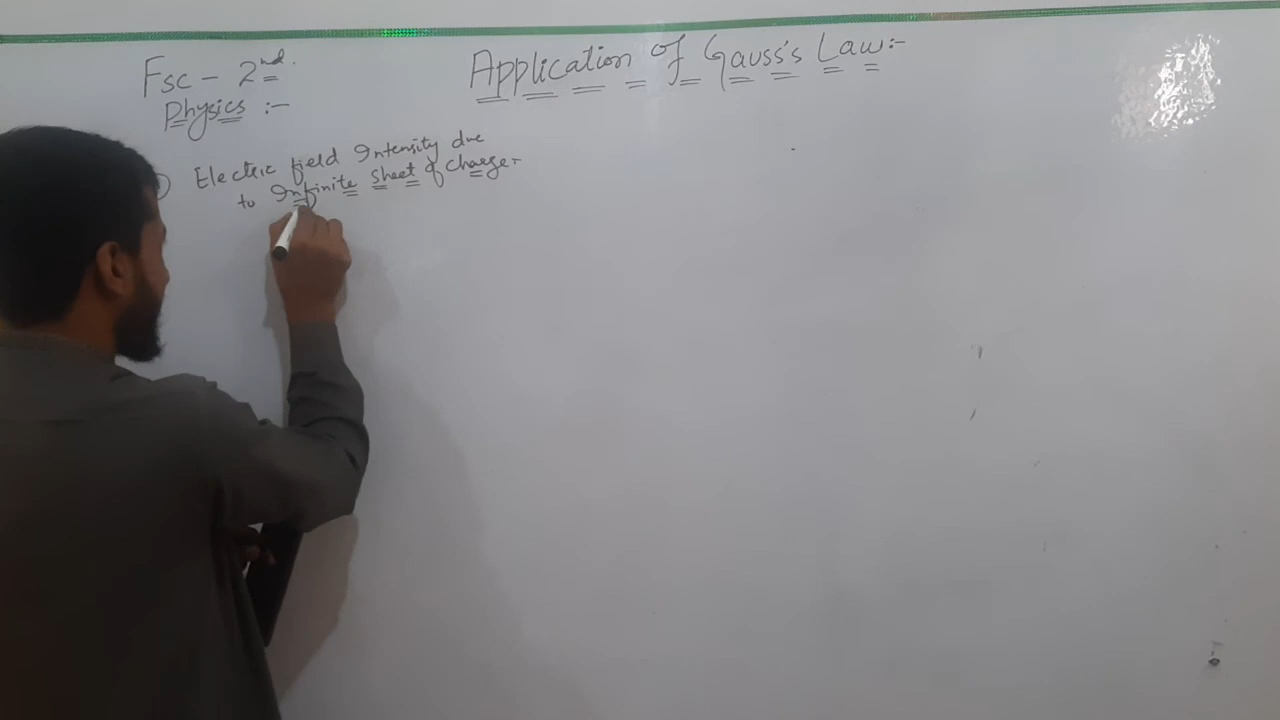 Fsc - 2nd.
Physics :-
Application of Gauss's Law:-
Electric field Intensity due
to Infinite Sheet of Charge-